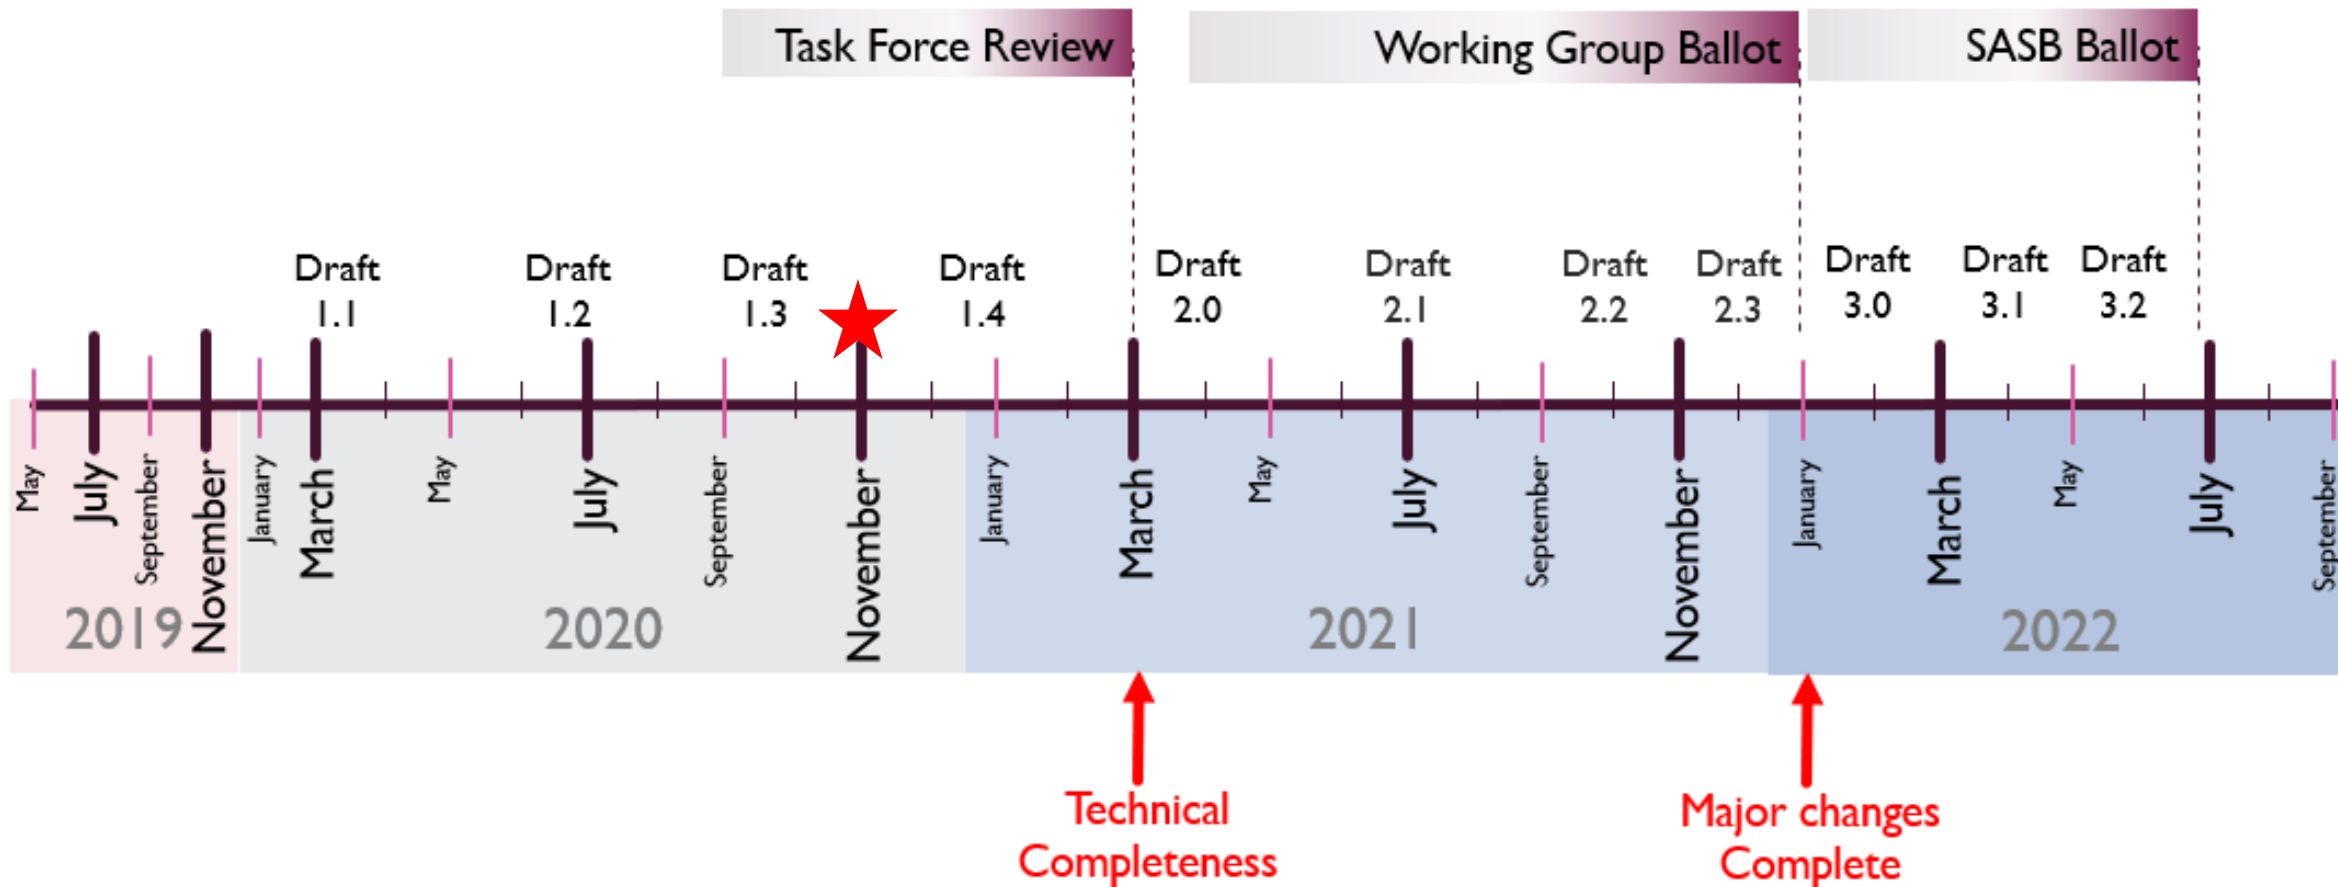 Task Force Review
Working Group Ballot
SASB Ballot
Draft
1.1
Draft
1.2
Draft
1.3
Draft
1.4
Draft
2.0
Draft
2.1
Draft
2.2
Draft
2.3
Draft
3.0
Draft
3.1
Draft
3.2
May
July
September
November
January
March
May
July
September
November
January
March
May
July
September
November
January
March
May
July
September
2019
2020
2021
2022
Technical
Completeness
Major changes
Complete